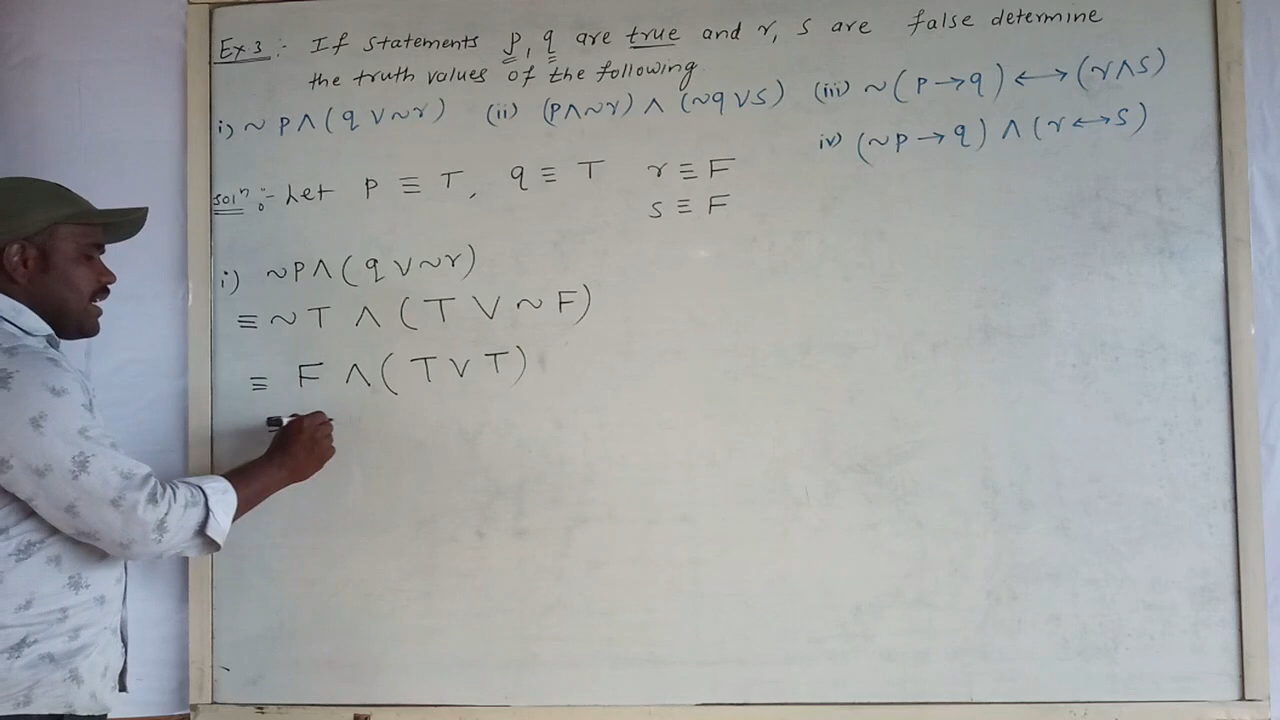 Ex.3 :- If statements p, q are true and r, s are false determine
the truth values of the following
i) ~p∧(q∨~r) (ii) (p∧~r)∧(~q∨s) (iii) ~(p→q)↔(r∧s)
iv) (~p→q)∧(r↔s)
solⁿ :- Let p ≡ T, q ≡ T r ≡ F
s ≡ F
i) ~p∧(q∨~r)
≡ ~T ∧ (T ∨ ~F)
≡ F ∧ (T∨T)